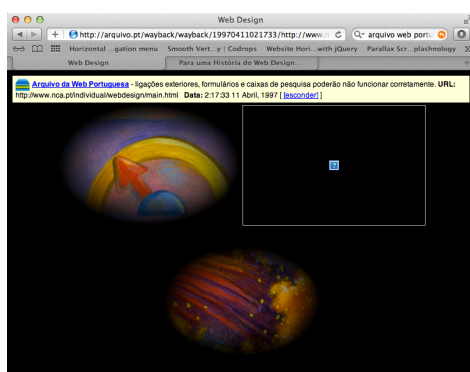 Web Design
http://arquivo.pt/wayback/wayback/19970411021733/http://www.n
arquivo web portu
Horizontal ...gation menu Smooth Vert...y | Codrops Website Hori...with jQuery Parallax Scr...plashnology
Web Design Para uma História do Web Design...
Arquivo da Web Portuguesa - ligações exteriores, formulários e caixas de pesquisa poderão não funcionar corretamente. URL:
http://www.nca.pt/individual/webdesign/main.html Data: 2:17:33 11 Abril, 1997 [ [esconder] ]